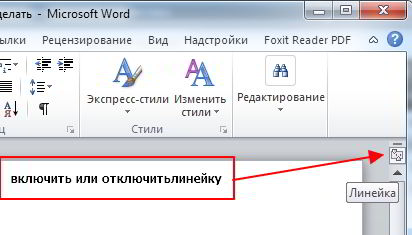 делать - Microsoft Word
ылки Рецензирование Вид Надстройки Foxit Reader PDF
Экспресс-стили Изменить стили Редактирование
ц Стили
включить или отключитьлинейку
Линейка